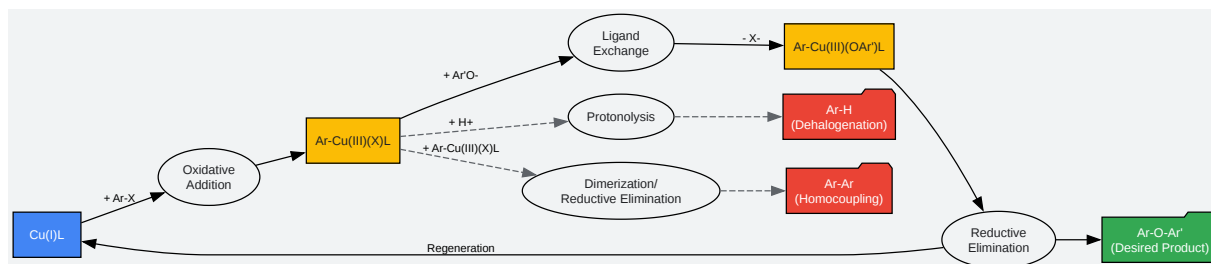 Ligand
Exchange
- X-
Ar-Cu(III)(OAr')L
+ Ar'O-
Ar-H
(Dehalogenation)
Protonolysis
+ H+
Ar-Cu(III)(X)L
+ Ar-Cu(III)(X)L
Oxidative
Addition
Dimerization/
Reductive Elimination
Ar-Ar
(Homocoupling)
+ Ar-X
Cu(I)L
Regeneration
Reductive
Elimination
Ar-O-Ar'
(Desired Product)